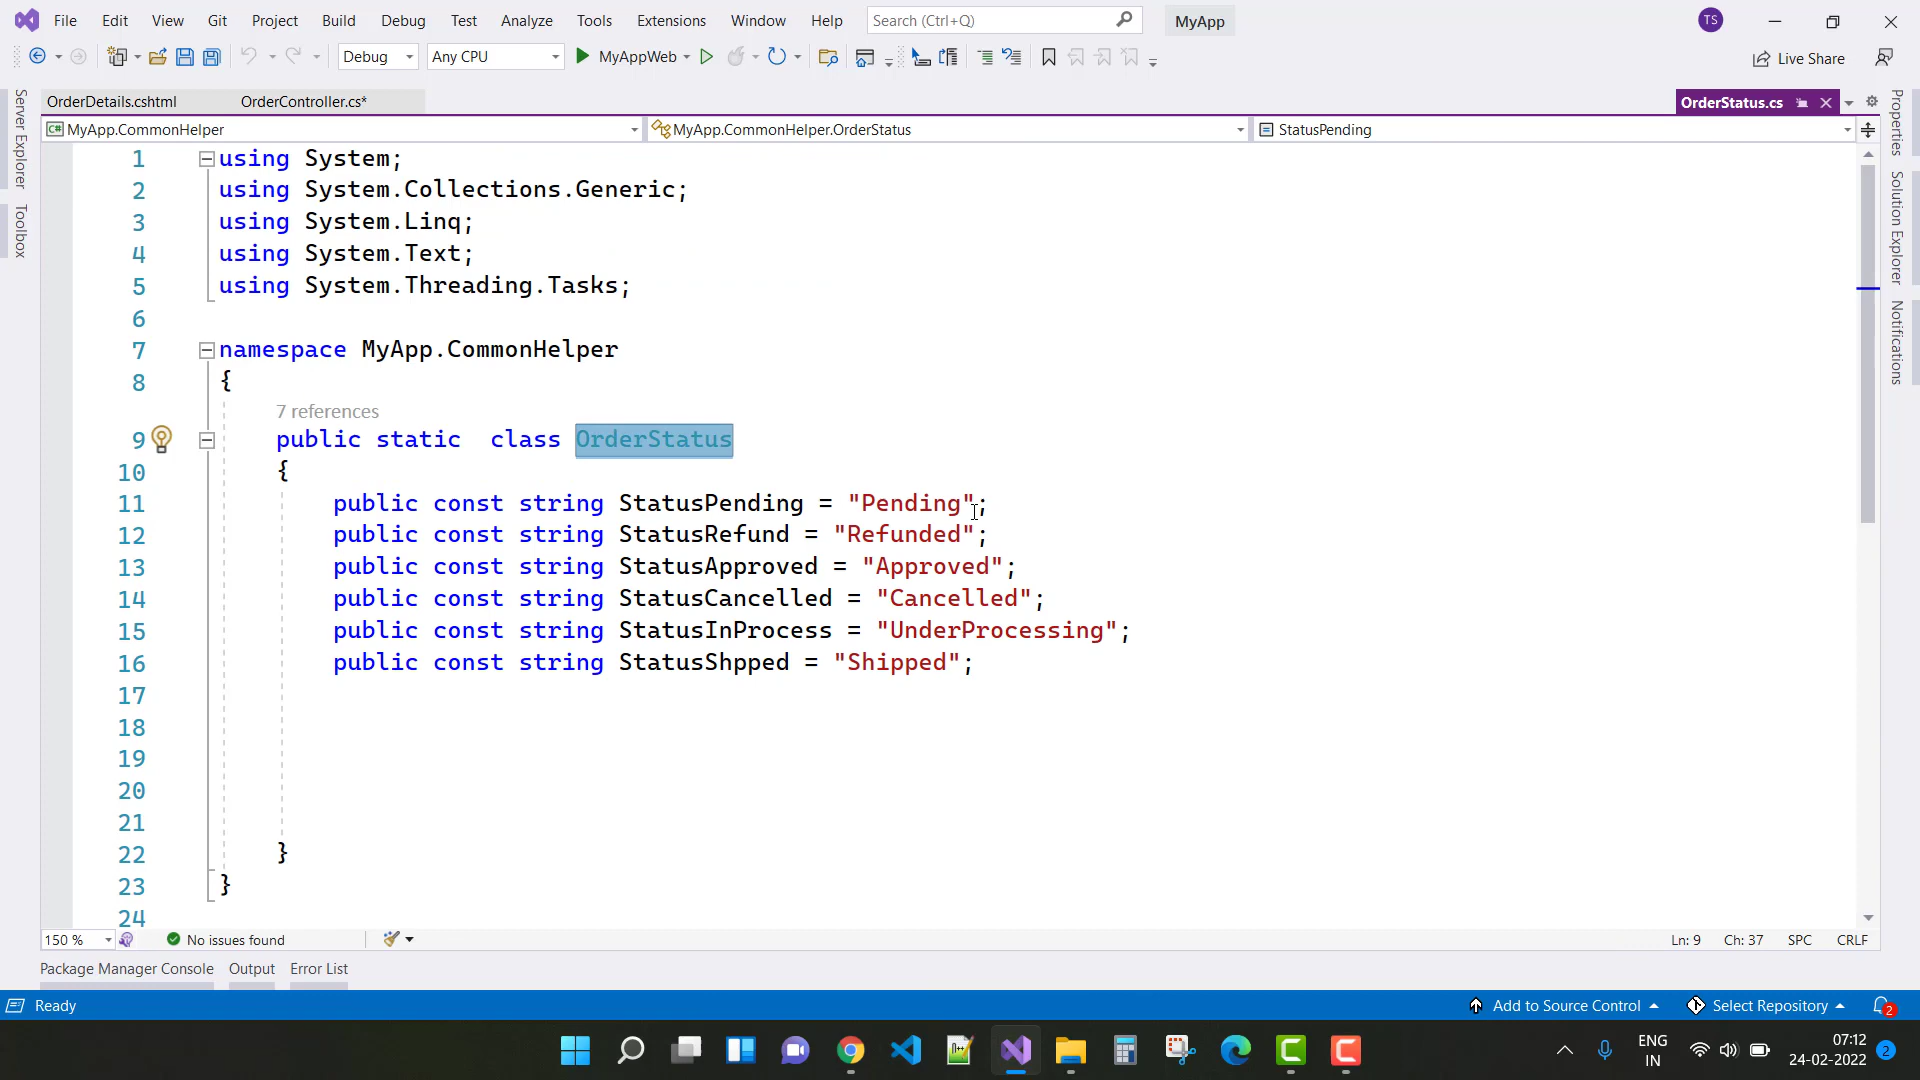 File Edit View Git Project Build Debug Test Analyze Tools Extensions Window Help Search (Ctrl+Q) MyApp TS
Debug Any CPU MyAppWeb Live Share
OrderDetails.cshtml OrderController.cs* OrderStatus.cs
MyApp.CommonHelper MyApp.CommonHelper.OrderStatus StatusPending
Server Explorer
Toolbox
Properties
Solution Explorer
Notifications
1 using System;
2 using System.Collections.Generic;
3 using System.Linq;
4 using System.Text;
5 using System.Threading.Tasks;
6
7 namespace MyApp.CommonHelper
8 {
7 references
9 public static  class OrderStatus
10 {
11 public const string StatusPending = "Pending";
12 public const string StatusRefund = "Refunded";
13 public const string StatusApproved = "Approved";
14 public const string StatusCancelled = "Cancelled";
15 public const string StatusInProcess = "UnderProcessing";
16 public const string StatusShpped = "Shipped";
17
18
19
20
21
22 }
23 }
24
150 % No issues found Ln: 9 Ch: 37 SPC CRLF
Package Manager Console Output Error List
Ready Add to Source Control Select Repository 2
ENG 07:12
IN 24-02-2022 2